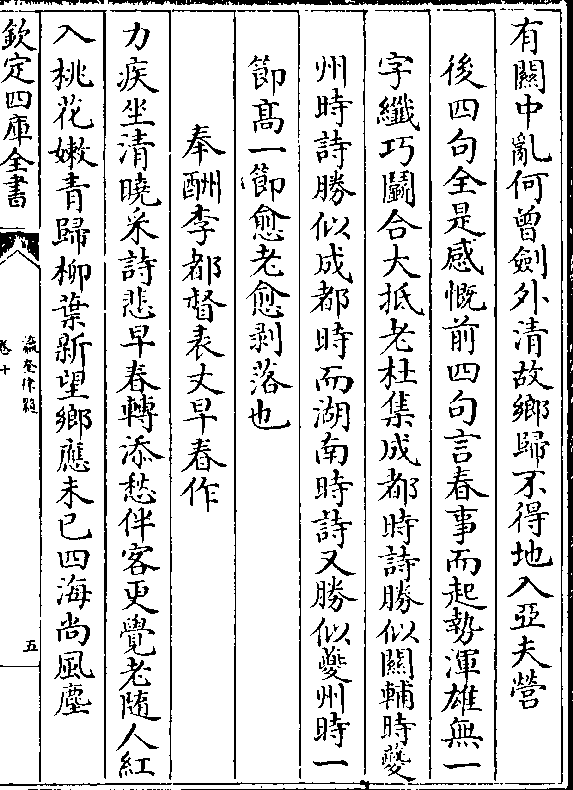 有關中亂何曾劍外清故鄉歸不得地入亞夫營
後四句全是感慨前四句言春事而起勢渾雄無一
字纖巧鬭合大抵老杜集成都時詩勝似關輔時夔
州時詩勝似成都時而湖南時詩又勝似夔州時一
節髙一節愈老愈剥落也
奉酬李都督表丈早春作
力疾坐清曉采詩悲早春轉添愁伴客更覺老随人紅
入桃花嫩青歸柳葉新望鄉應未已四海尚風塵
欽定四庫全書
瀛奎律髓
卷十
五